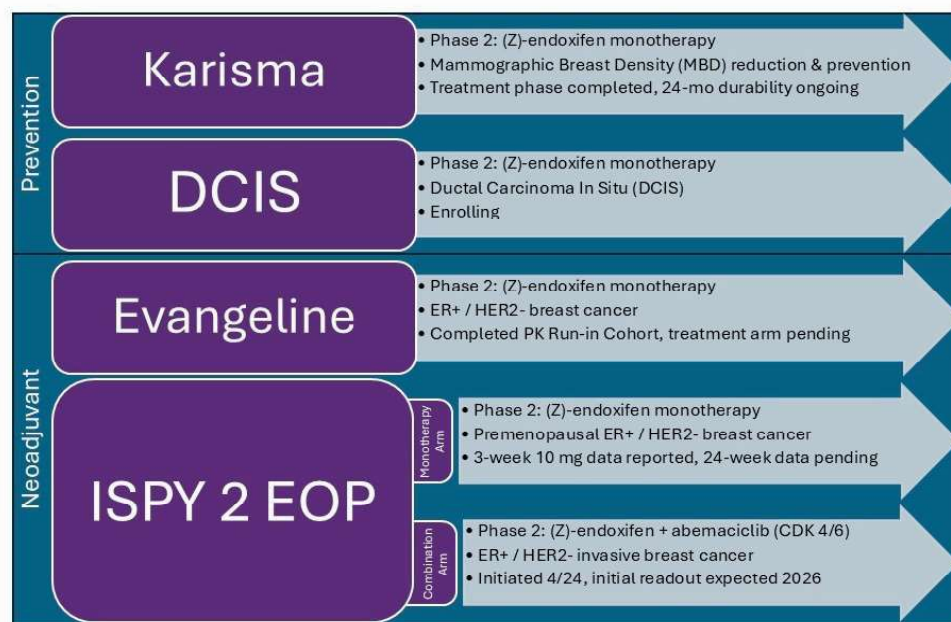 Prevention
Karisma
• Phase 2: (Z)-endoxifen monotherapy
• Mammographic Breast Density (MBD) reduction & prevention
• Treatment phase completed, 24-mo durability ongoing
DCIS
• Phase 2: (Z)-endoxifen monotherapy
• Ductal Carcinoma In Situ (DCIS)
• Enrolling
Neoadjuvant
Evangeline
• Phase 2: (Z)-endoxifen monotherapy
• ER+ / HER2- breast cancer
• Completed PK Run-in Cohort, treatment arm pending
ISPY 2 EOP
Monotherapy
Arm
• Phase 2: (Z)-endoxifen monotherapy
• Premenopausal ER+ / HER2- breast cancer
• 3-week 10 mg data reported, 24-week data pending
Combination
Arm
• Phase 2: (Z)-endoxifen + abemaciclib (CDK 4/6)
• ER+ / HER2- invasive breast cancer
• Initiated 4/24, initial readout expected 2026